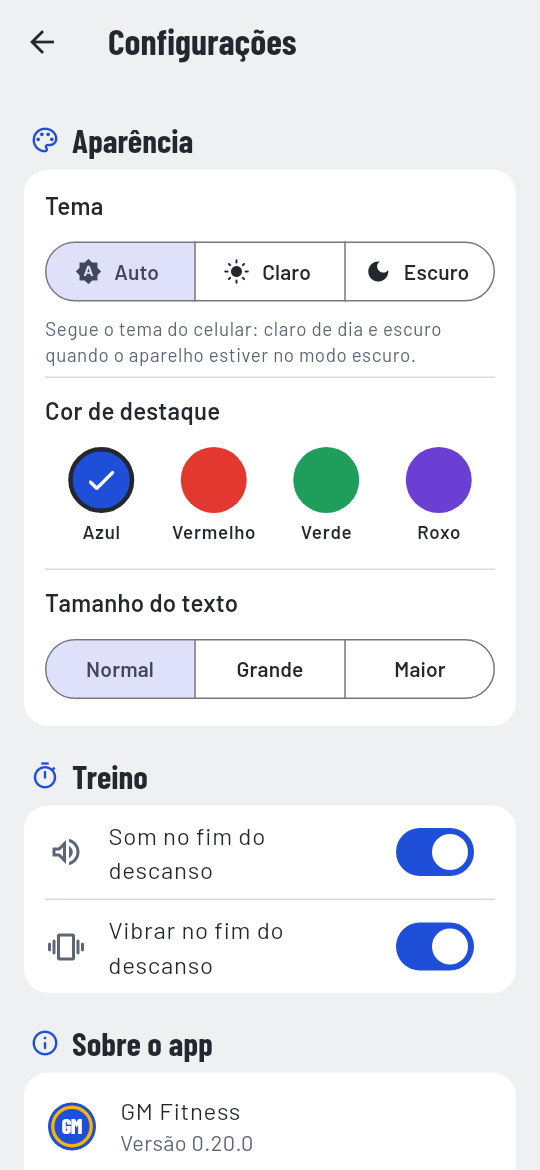 Configurações
Aparência
Tema
Auto
Claro
Escuro
Segue o tema do celular: claro de dia e escuro
quando o aparelho estiver no modo escuro.
Cor de destaque
Azul
Vermelho
Verde
Roxo
Tamanho do texto
Normal
Grande
Maior
Treino
Som no fim do
descanso
Vibrar no fim do
descanso
Sobre o app
GM
GM Fitness
Versão 0.20.0